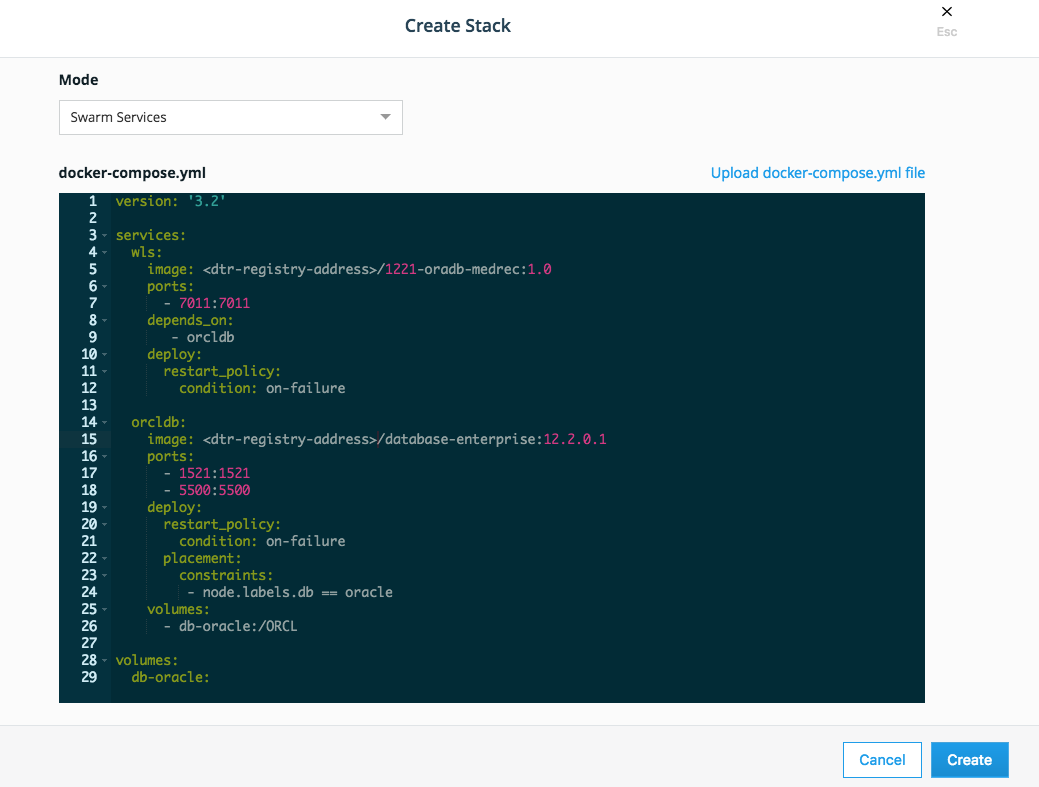 Create Stack
Esc
Mode
Swarm Services
docker-compose.yml Upload docker-compose.yml file
1 version: '3.2'
2
3 services:
4   wls:
5     image: <dtr-registry-address>/1221-oradb-medrec:1.0
6     ports:
7       - 7011:7011
8     depends_on:
9        - orcldb
10     deploy:
11       restart_policy:
12         condition: on-failure
13
14   orcldb:
15     image: <dtr-registry-address>/database-enterprise:12.2.0.1
16     ports:
17       - 1521:1521
18       - 5500:5500
19     deploy:
20       restart_policy:
21         condition: on-failure
22       placement:
23         constraints:
24          - node.labels.db == oracle
25     volumes:
26       - db-oracle:/ORCL
27
28 volumes:
29   db-oracle:
Cancel Create